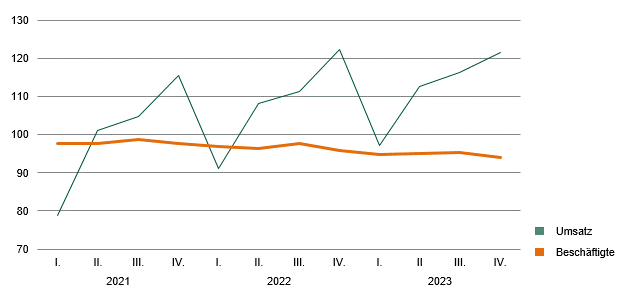 130
120
110
100
90
80
70
I. II. III. IV. I. II. III. IV. I. II III. IV.
2021 2022 2023
Umsatz
Beschäftigte